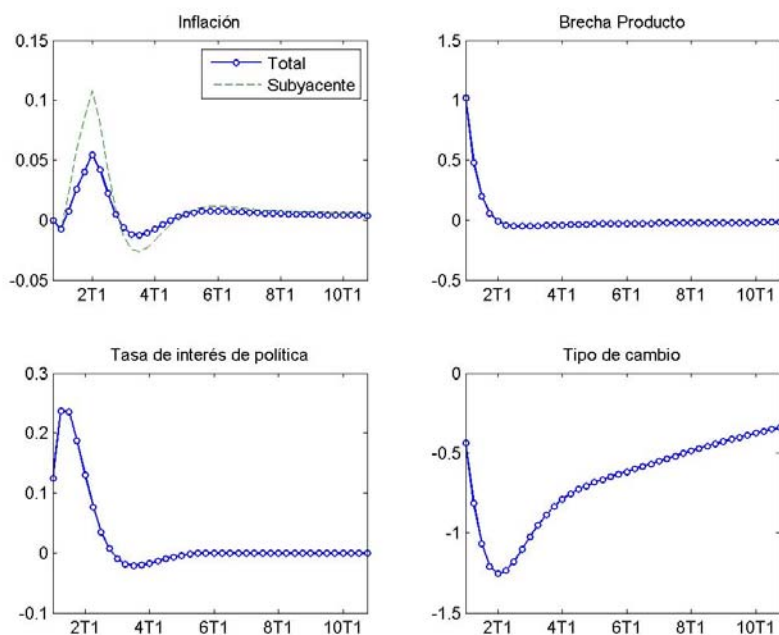 Inflación
0.15
0.1
0.05
0
-0.05
Total
Subyacente
2T1 4T1 6T1 8T1 10T1
Brecha Producto
1.5
1
0.5
0
-0.5
2T1 4T1 6T1 8T1 10T1
Tasa de interés de política
0.3
0.2
0.1
0
-0.1
2T1 4T1 6T1 8T1 10T1
Tipo de cambio
0
-0.5
-1
-1.5
2T1 4T1 6T1 8T1 10T1